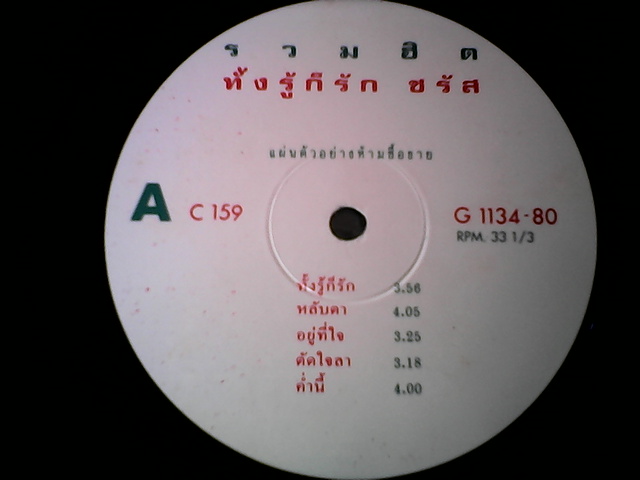 รวมฮิต
ทั้งรู้ก็รัก ชรัส
แผ่นตัวอย่างห้ามซื้อขาย
A C 159
G 1134-80
RPM. 33 1/3
ทั้งรู้ก็รัก 3.56
หลับตา 4.05
อยู่ที่ใจ 3.25
ตัดใจลา 3.18
ค่ำนี้ 4.00